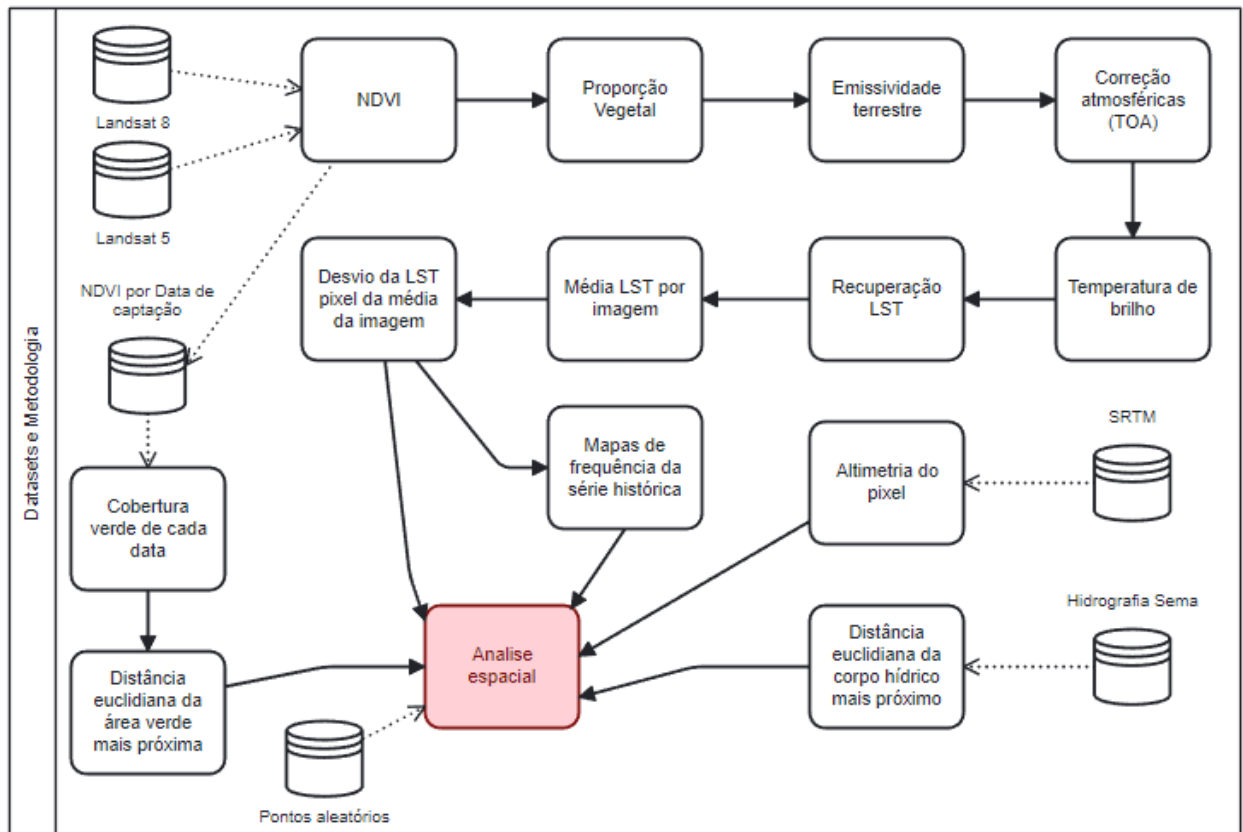 Datasets e Metodologia
Landsat 8
Landsat 5
NDVI
Proporção
Vegetal
Emissividade
terrestre
Correção
atmosféricas
(TOA)
NDVI por Data de
captação
Desvio da LST
pixel da média
da imagem
Média LST por
imagem
Recuperação
LST
Temperatura de
brilho
Mapas de
frequência da
série histórica
Altimetria do
pixel
SRTM
Cobertura
verde de cada
data
Distância
euclidiana da
área verde
mais próxima
Analise
espacial
Distância
euclidiana da
corpo hídrico
mais próximo
Hidrografia Sema
Pontos aleatórios